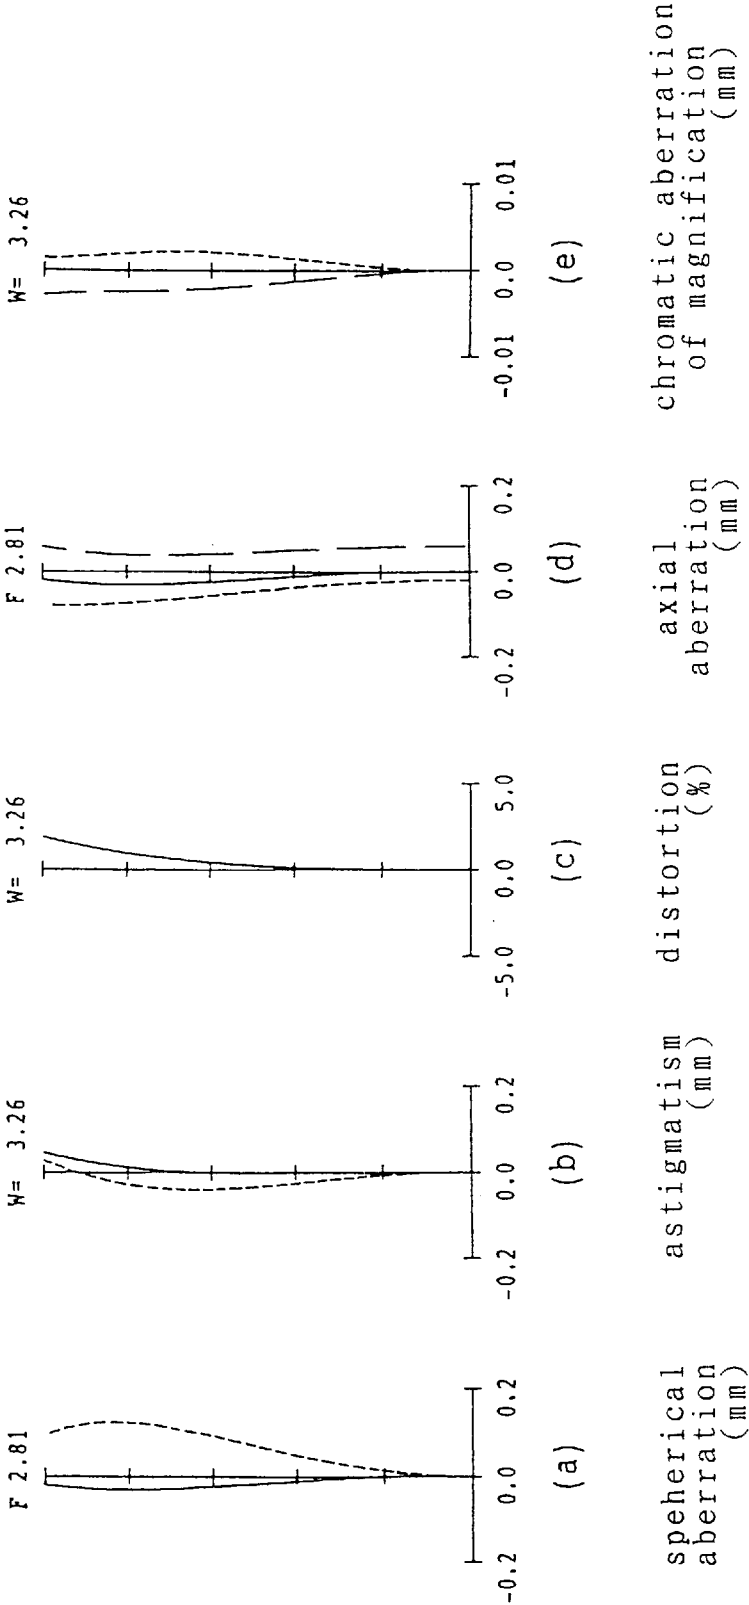 F 2.81
-0.2 0.0 0.2
(a)
speherical
aberration
(mm)
W= 3.26
-0.2 0.0 0.2
(b)
astigmatism
(mm)
W= 3.26
-5.0 0.0 5.0
(c)
distortion
(%)
F 2.81
-0.2 0.0 0.2
(d)
axial
aberration
(mm)
W= 3.26
-0.01 0.0 0.01
(e)
chromatic aberration
of magnification
(mm)